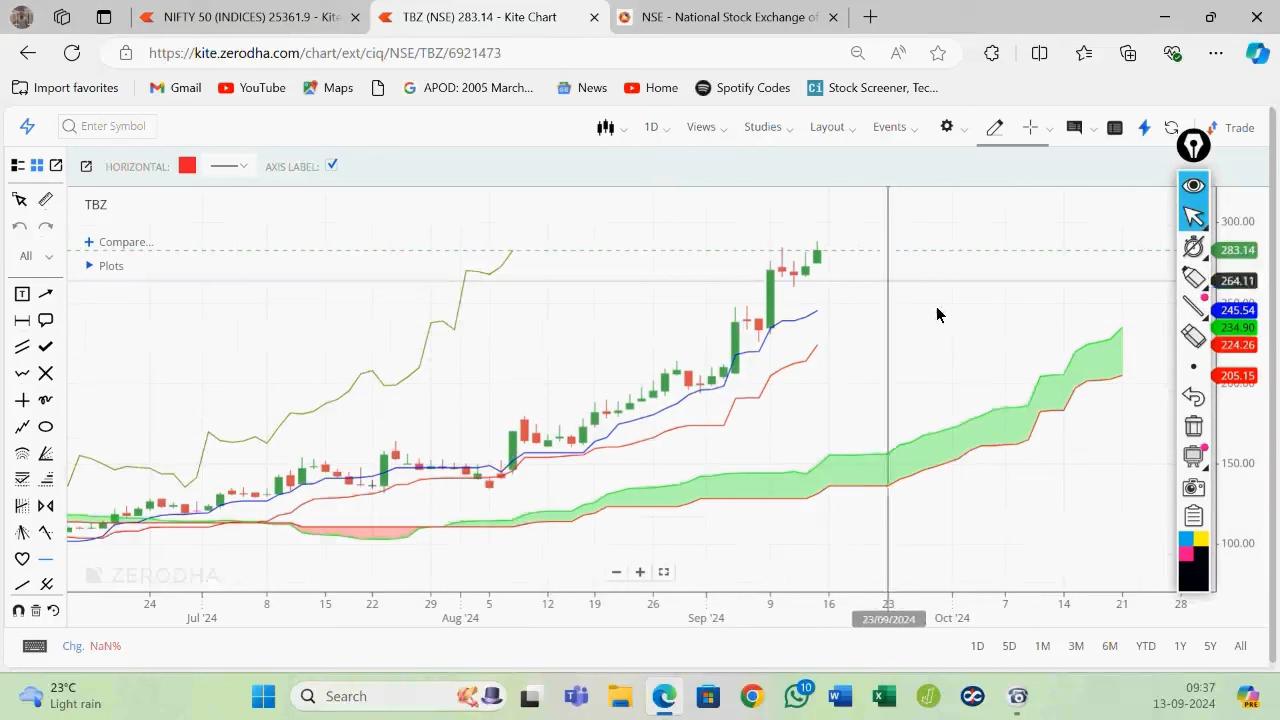 NIFTY 50 (INDICES) 25361.9 - Kite
TBZ (NSE) 283.14 - Kite Chart
NSE - National Stock Exchange of
https://kite.zerodha.com/chart/ext/ciq/NSE/TBZ/6921473
Import favorites
Gmail
YouTube
Maps
APOD: 2005 March...
News
Home
Spotify Codes
Ci Stock Screener, Tec...
Enter Symbol
1D
Views
Studies
Layout
Events
Trade
HORIZONTAL:
AXIS LABEL:
TBZ
+ Compare...
Plots
All
T
300.00
283.14
264.11
245.54
234.90
224.26
205.15
150.00
100.00
ZERODHA
24
8
15
22
29
5
12
19
26
9
16
23
7
14
21
28
Jul '24
Aug '24
Sep '24
23/09/2024
Oct '24
Chg. NaN%
1D
5D
1M
3M
6M
YTD
1Y
5Y
All
23°C
Light rain
Search
10
09:37
13-09-2024
PRE